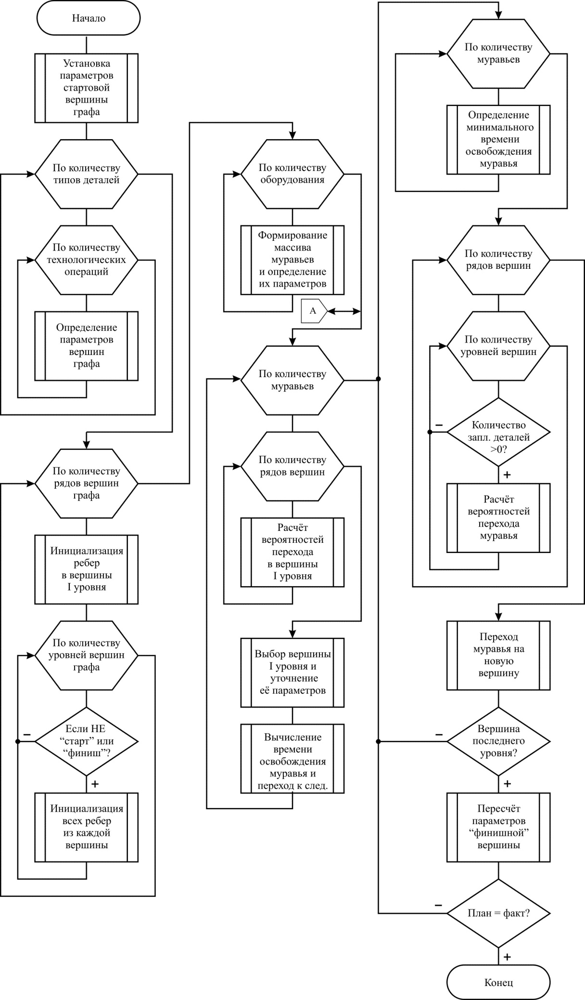 Начало
Установка
параметров
стартовой
вершины
графа
По количеству
типов деталей
По количеству
технологических
операций
Определение
параметров
вершин
графа
По количеству
рядов вершин
графа
Инициализация
ребер
в вершины
I уровня
По количеству
уровней вершин
графа
Если НЕ
“старт” или
“финиш”?
–
+
Инициализация
всех ребер
из каждой
вершины
По количеству
оборудования
Формирование
массива
муравьев
и определение
их параметров
А
По количеству
муравьев
По количеству
рядов вершин
Расчёт
вероятностей
перехода
в вершины
I уровня
Выбор вершины
I уровня и
уточнение
её параметров
Вычисление
времени
освобождения
муравья и
переход к след.
По количеству
муравьев
Определение
минимального
времени
освобождения
муравья
По количеству
рядов вершин
По количеству
уровней вершин
–
Количество
запл. деталей
>0?
+
Расчёт
вероятностей
перехода
муравья
Переход
муравья на
новую
вершину
–
Вершина
последнего
уровня?
+
Пересчёт
параметров
“финишной”
вершины
–
План = факт?
+
Конец